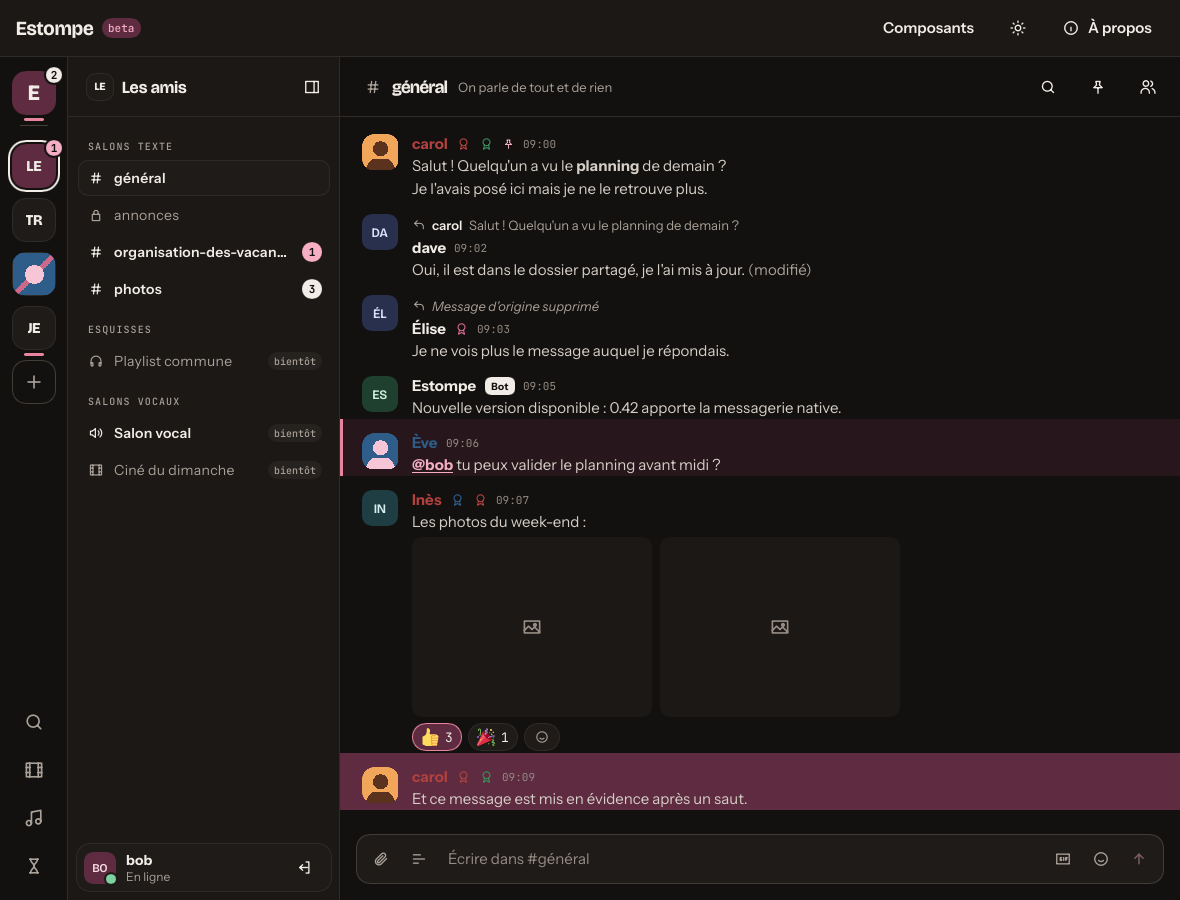 Estompe beta
Composants
À propos
E 2
LE 1
TR
JE
LE Les amis
SALONS TEXTE
# général
annonces
# organisation-des-vacan... 1
# photos 3
ESQUISSES
Playlist commune bientôt
SALONS VOCAUX
Salon vocal bientôt
Ciné du dimanche bientôt
BO bob
En ligne
# général On parle de tout et de rien
carol 09:00
Salut ! Quelqu'un a vu le planning de demain ?
Je l'avais posé ici mais je ne le retrouve plus.
carol Salut ! Quelqu'un a vu le planning de demain ?
DA dave 09:02
Oui, il est dans le dossier partagé, je l'ai mis à jour. (modifié)
Message d'origine supprimé
ÉL Élise 09:03
Je ne vois plus le message auquel je répondais.
ES Estompe Bot 09:05
Nouvelle version disponible : 0.42 apporte la messagerie native.
Ève 09:06
@bob tu peux valider le planning avant midi ?
IN Inès 09:07
Les photos du week-end :
👍 3 🎉 1
carol 09:09
Et ce message est mis en évidence après un saut.
Écrire dans #général
GIF